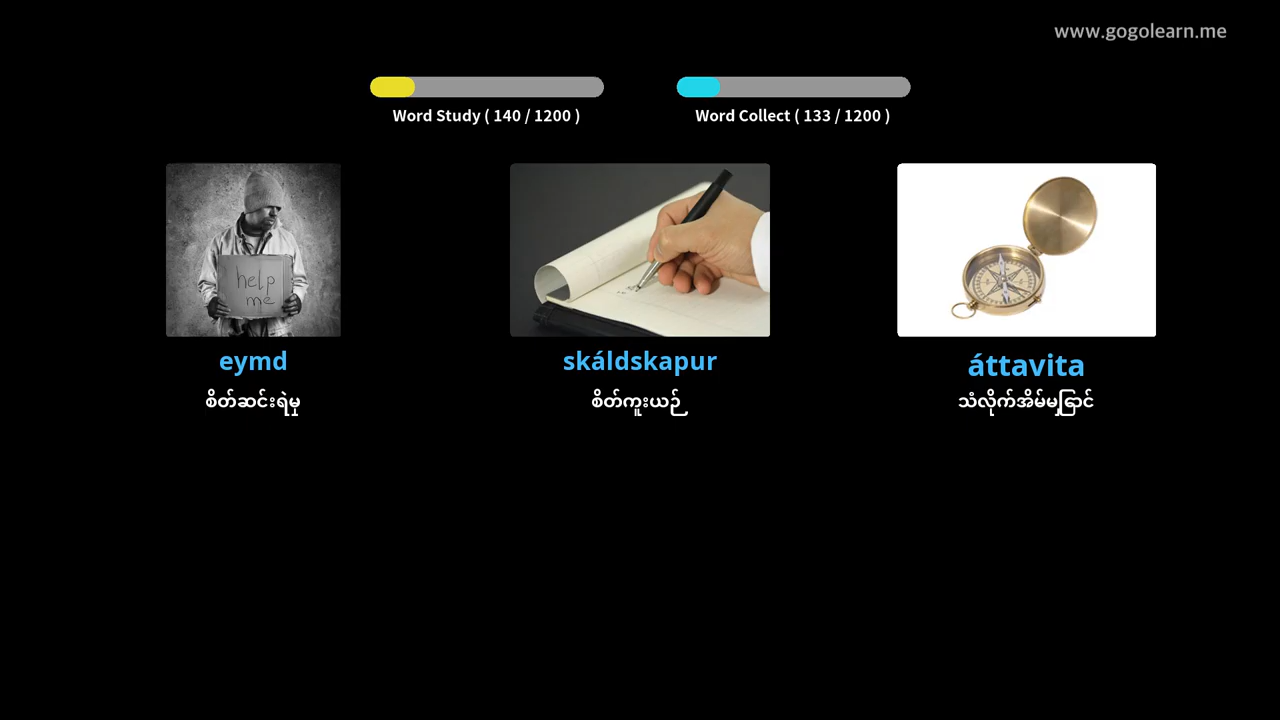 www.gogolearn.me
Word Study ( 140 / 1200 )
Word Collect ( 133 / 1200 )
help
me
eymd
skáldskapur
áttavita
စိတ်ဆင်းရဲမှု
စိတ်ကူးယဉ်
သံလိုက်အိမ်မြှောင်